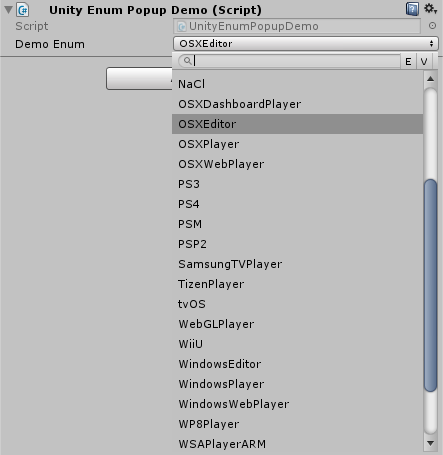 Unity Enum Popup Demo (Script)
Script UnityEnumPopupDemo
Demo Enum OSXEditor
E V
NaCl
OSXDashboardPlayer
OSXEditor
OSXPlayer
OSXWebPlayer
PS3
PS4
PSM
PSP2
SamsungTVPlayer
TizenPlayer
tvOS
WebGLPlayer
WiiU
WindowsEditor
WindowsPlayer
WindowsWebPlayer
WP8Player
WSAPlayerARM